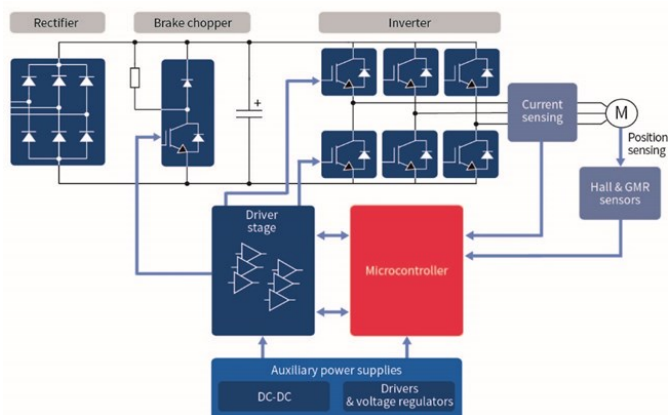 Rectifier
Brake chopper
Inverter
+
Current
sensing
M
Position
sensing
Hall & GMR
sensors
Driver
stage
Microcontroller
Auxiliary power supplies
DC-DC
Drivers
& voltage regulators